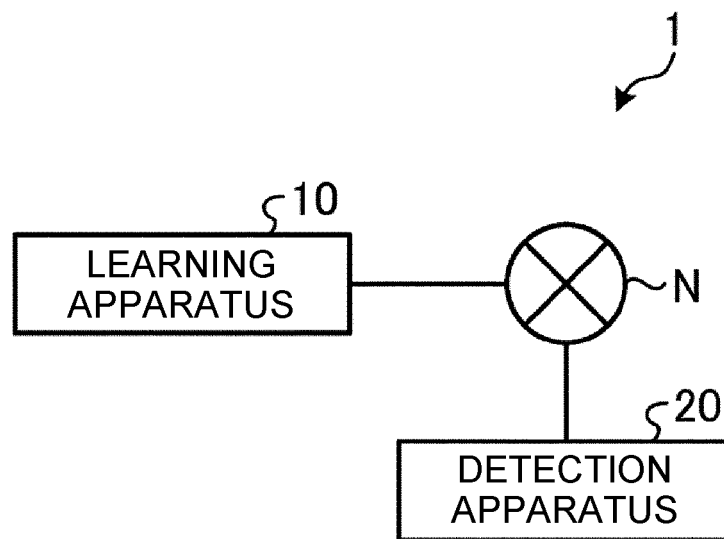 1
10
LEARNING
APPARATUS
N
20
DETECTION
APPARATUS